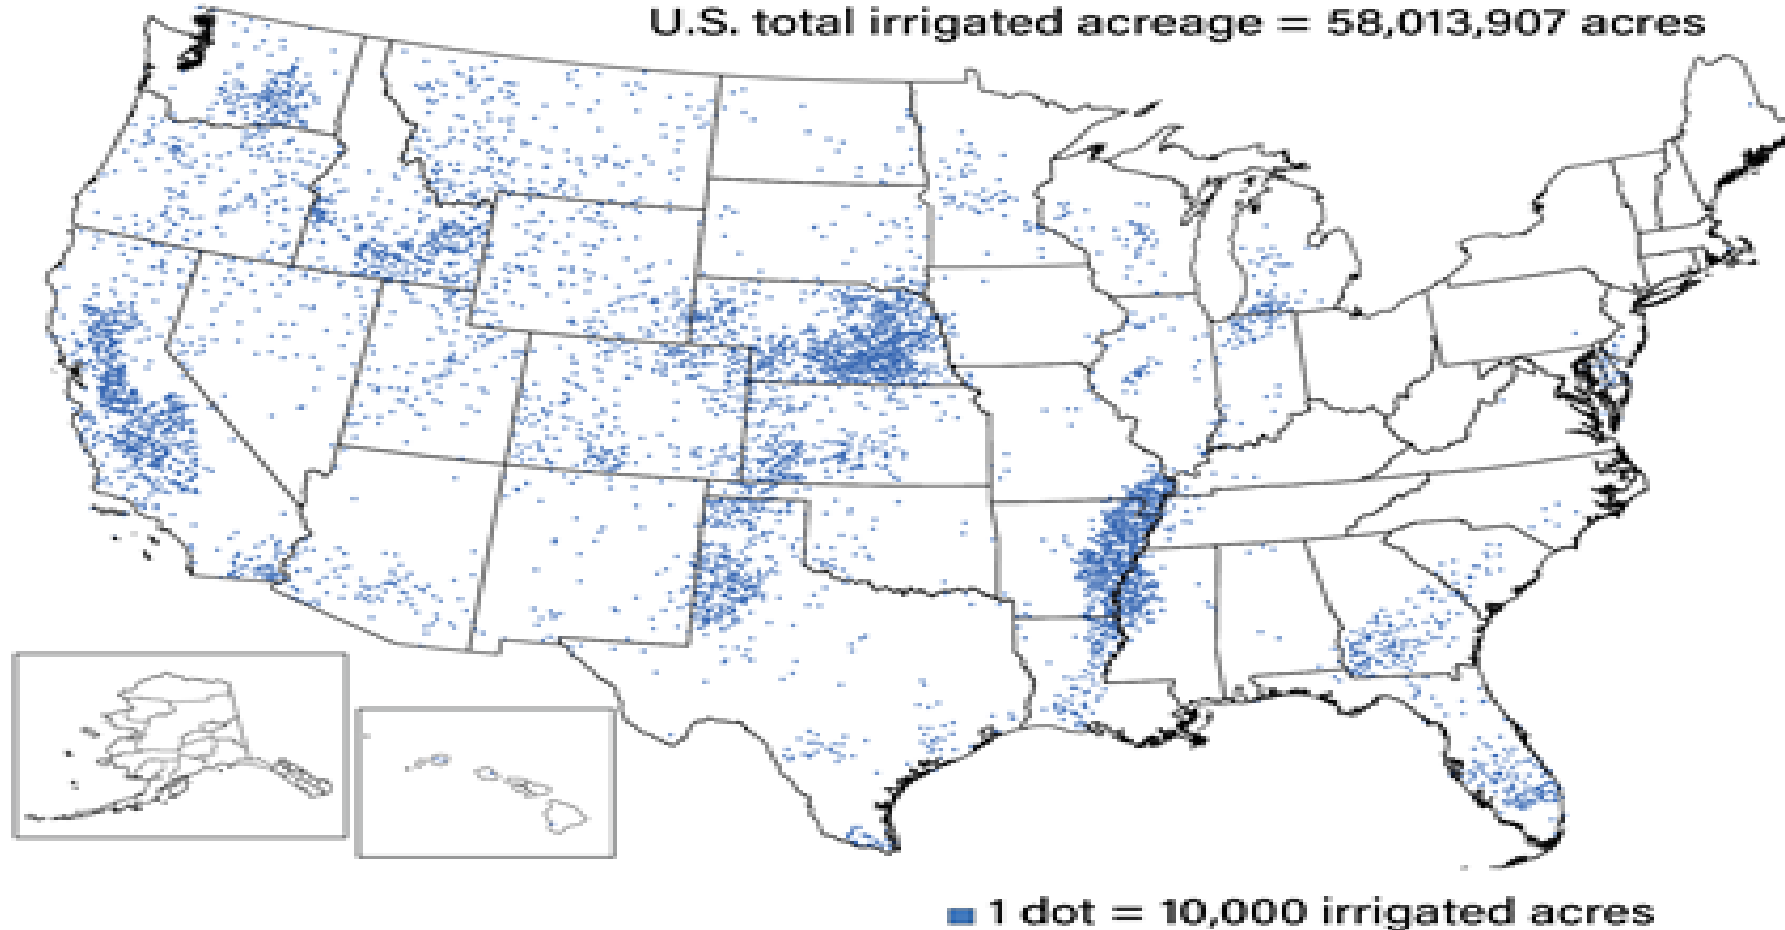 U.S. total irrigated acreage = 58,013,907 acres
1 dot = 10,000 irrigated acres